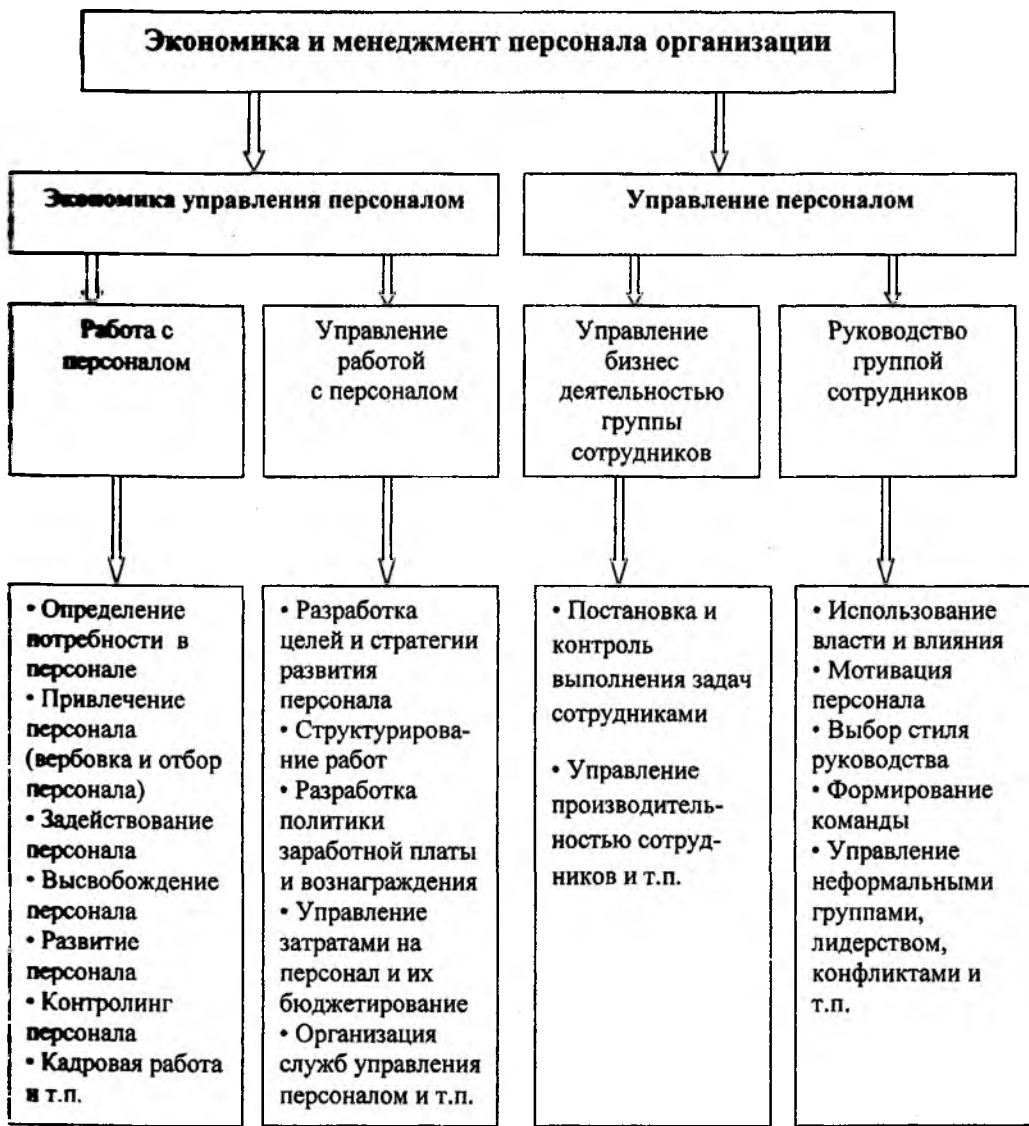 Экономика и менеджмент персонала организации
Экономика управления персоналом
Управление персоналом
Работа с
персоналом
Управление
работой
с персоналом
Управление
бизнес
деятельностью
группы
сотрудников
Руководство
группой
сотрудников
• Определение
потребности в
персонале
• Привлечение
персонала
(вербовка и отбор
персонала)
• Задействование
персонала
• Высвобождение
персонала
• Развитие
персонала
• Контролинг
персонала
• Кадровая работа
и т.п.
• Разработка
целей и стратегии
развития
персонала
• Структурирова-
ние работ
• Разработка
политики
заработной платы
и вознаграждения
• Управление
затратами на
персонал и их
бюджетирование
• Организация
служб управления
персоналом и т.п.
• Постановка и
контроль
выполнения задач
сотрудниками
• Управление
производитель-
ностью сотруд-
ников и т.п.
• Использование
власти и влияния
• Мотивация
персонала
• Выбор стиля
руководства
• Формирование
команды
• Управление
неформальными
группами,
лидерством,
конфликтами и
т.п.